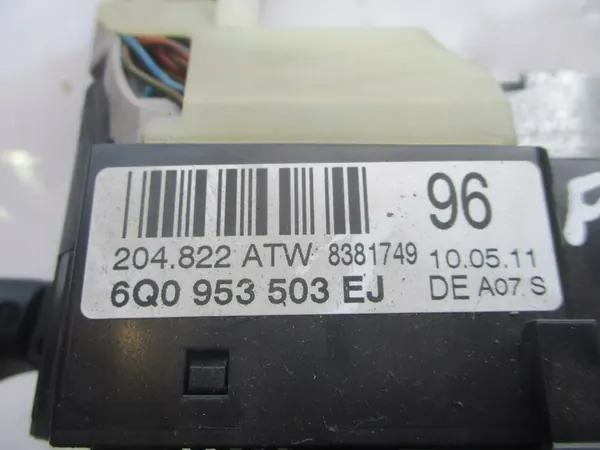 96
204.822 ATW 8381749 10.05.11
6Q0 953 503 EJ DE A07 S